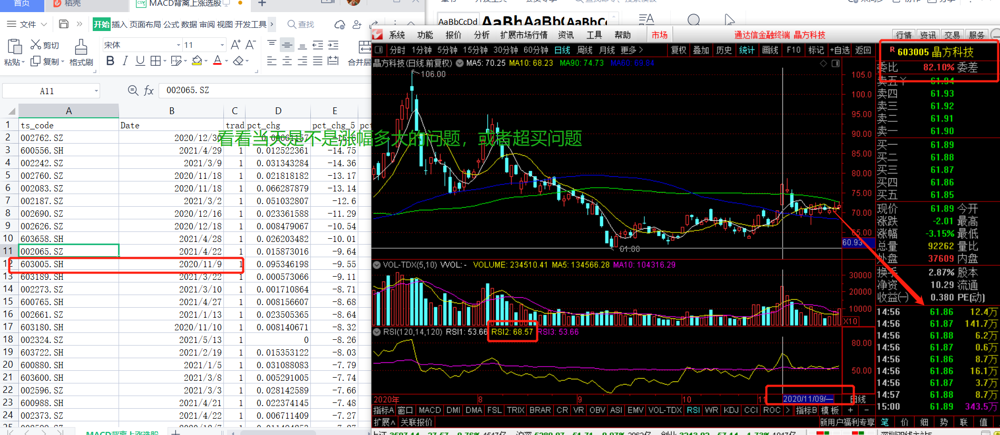 首页 稻壳 MACD背离上涨选股
文件 开始 插入 页面布局 公式 数据 审阅 视图 开发工具 查找
剪切 宋体 11
粘贴 复制 格式刷 合并居
A11 fx 002065.SZ
AaBbCcDd AaBb AaBb( AaBbC
A B C D E
1 ts_code Date trad pct_chg pct_chg_5 pct
2 002762.SZ 2020/12/30
看看当天是不是涨幅多大的问题，或者超买问题
3 600556.SH 2021/4/29 1 0.012522361 -14.75
4 002242.SZ 2021/3/9 1 0.031343284 -14.36
5 002760.SZ 2020/11/18 1 0.021818182 -13.17
6 002083.SZ 2020/11/18 1 0.066287879 -13.14
7 002187.SZ 2021/3/2 1 0.051032807 -12.6
8 002690.SZ 2020/12/16 1 0.023361588 -11.29
9 002626.SZ 2020/12/18 1 0.008479067 -10.54
10 603658.SH 2021/4/28 1 0.026203482 -10.01
11 002065.SZ 2021/4/22 1 0.015873016 -9.64
12 603005.SH 2020/11/9 1 0.095346198 -9.55
13 603189.SH 2021/3/22 1 0.000573066 -9.11
14 002273.SZ 2021/3/10 1 0.001710864 -8.71
15 600765.SH 2021/4/27 1 0.008156607 -8.68
16 002661.SZ 2021/1/13 1 0.023505365 -8.64
17 603180.SH 2020/11/10 1 0.008140671 -8.32
18 002324.SZ 2021/5/13 1 0 -8.26
19 603722.SH 2021/2/19 1 0.015353122 -8.03
20 600880.SH 2021/1/5 1 0.031088083 -7.79
21 603600.SH 2021/3/8 1 0.005291005 -7.74
22 002596.SZ 2021/3/3 1 0.028142589 -7.66
23 600988.SH 2021/4/21 1 0.022374145 -7.48
24 002373.SZ 2021/4/22 1 0.006711409 -7.27
MACD背离上涨选股
系统 功能 报价 分析 扩展市场行情 资讯 工具 帮助 市场 通达信金融终端 晶方科技 行情 资讯 交易 服务
分时 1分钟 5分钟 15分钟 30分钟 60分钟 日线 周线 月线 更多 复权 叠加 历史 统计 画线 F10 标记 +自选 返回
晶方科技(日线.前复权) MA5: 70.25 MA10: 68.23 MA90: 74.73 MA60: 69.84
106.00
61.88
105.0
100.0
95.00
90.00
85.00
80.00
75.00
70.00
65.00
60.93
VOL-TDX(5,10) VVOL: - VOLUME: 234510.41 MA5: 134566.28 MA10: 104316.29
30000
20000
10000
X10
RSI(120,14,120) RSI1: 53.66 RSI2: 68.57 RSI3: 53.66
80.00
50.00
2020年 8 9 10 11 2020/11/09/一 日线
指标A 窗口 MACD DMI DMA FSL TRIX BRAR CR VR OBV ASI EMV VOL-TDX RSI WR KDJ CCI ROC > 指标B 模板 + -
扩展∧ 关联报价 新用户福利专享 笔 价 细 势 联 值
R 603005 晶方科技
委比 82.10% 委差
卖五 61.94
卖四 61.93
卖三 61.92
卖二 61.91
卖一 61.90
买一 61.89
买二 61.88
买三 61.87
买四 61.86
买五 61.85
现价 61.89 今开
涨跌 -2.01 最高
涨幅 -3.15% 最低
总量 92262 量比
外盘 37609 内盘
换手 2.87% 股本
净资 10.29 流通
收益(一) 0.380 PE(动)
14:56 61.86 12.4万
14:56 61.87 141.7万
14:56 61.88 6.2万
14:56 61.87 0.6万
14:56 61.86 8.7万
14:56 61.86 16.1万
14:56 61.87 3.7万
14:57 61.88 8.7万
15:00 61.89 343.5万